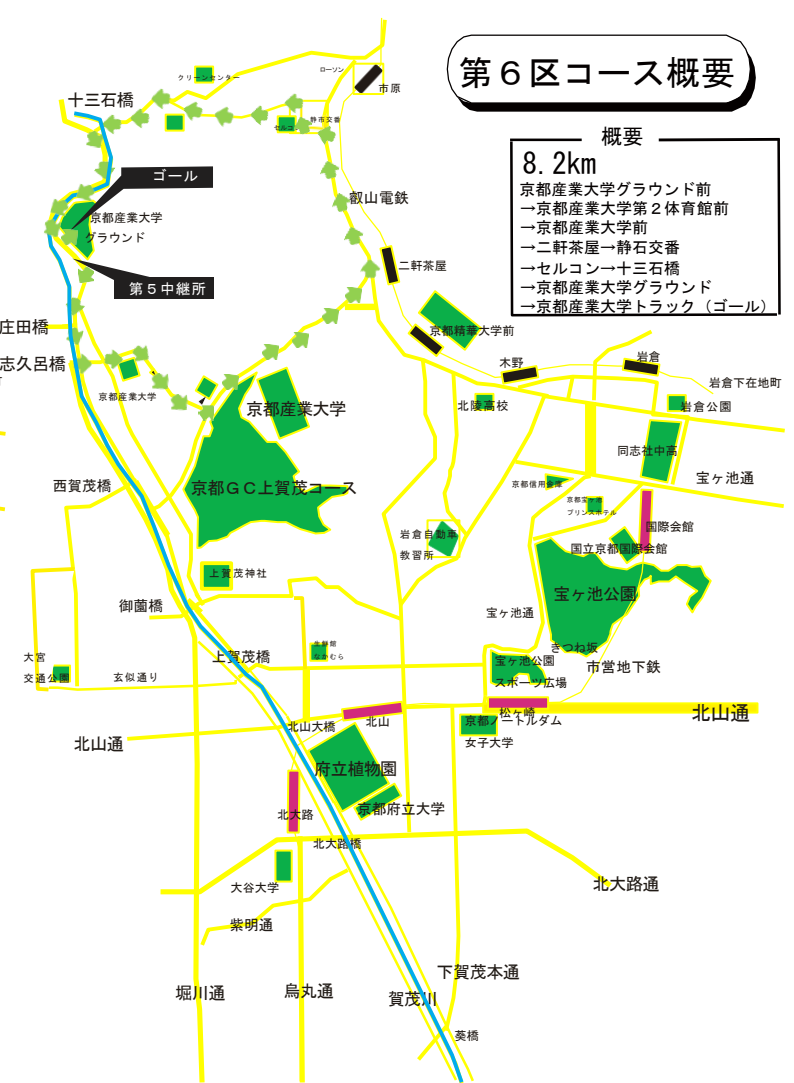 第６区コース概要
概要
8.2km
京都産業大学グラウンド前
→京都産業大学第２体育館前
→京都産業大学前
→二軒茶屋→静石交番
→セルコン→十三石橋
→京都産業大学グラウンド
→京都産業大学トラック（ゴール）
クリーンセンター
ローソン
市原
十三石橋
静市交番
セルコン
ゴール
叡山電鉄
京都産業大学
グラウンド
二軒茶屋
第５中継所
庄田橋
京都精華大学前
志久呂橋
木野
岩倉
岩倉下在地町
京都産業大学
京都産業大学
北陵高校
岩倉公園
同志社中高
西賀茂橋
京都ＧＣ上賀茂コース
京都信用金庫
宝ヶ池通
京都宝ヶ池
プリンスホテル
国際会館
岩倉自動車
教習所
国立京都国際会館
上賀茂神社
宝ヶ池公園
御薗橋
宝ヶ池通
生鮮館
なかむら
きつね坂
大宮
交通公園
玄似通り
上賀茂橋
宝ヶ池公園
スポーツ広場
市営地下鉄
北山大橋
北山
松ヶ崎
京都ノートルダム
女子大学
北山通
北山通
府立植物園
北大路
京都府立大学
北大路橋
大谷大学
北大路通
紫明通
下賀茂本通
堀川通
烏丸通
賀茂川
葵橋